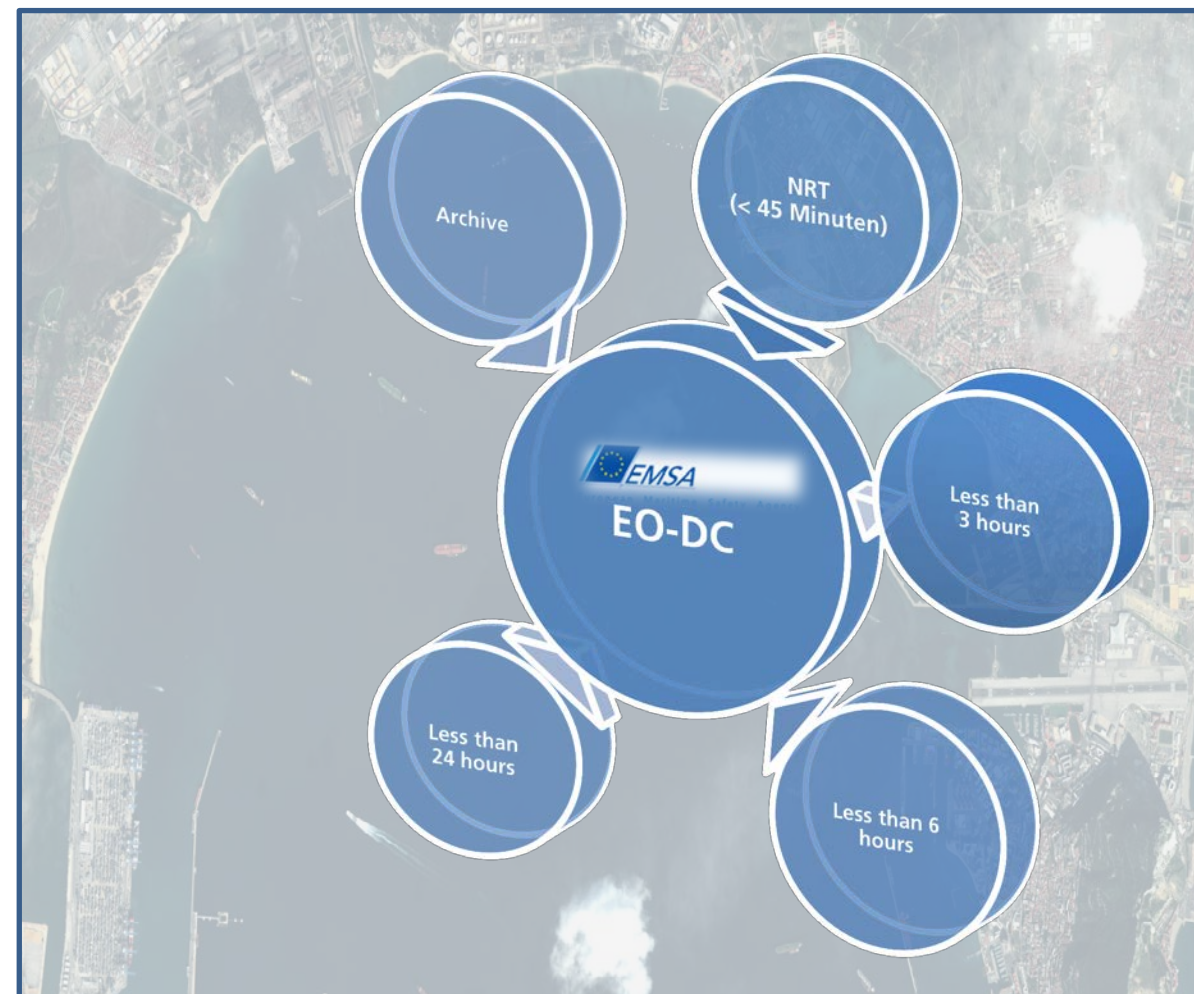 Archive
NRT
(< 45 Minuten)
EMSA
EO-DC
Less than
3 hours
Less than
24 hours
Less than 6
hours